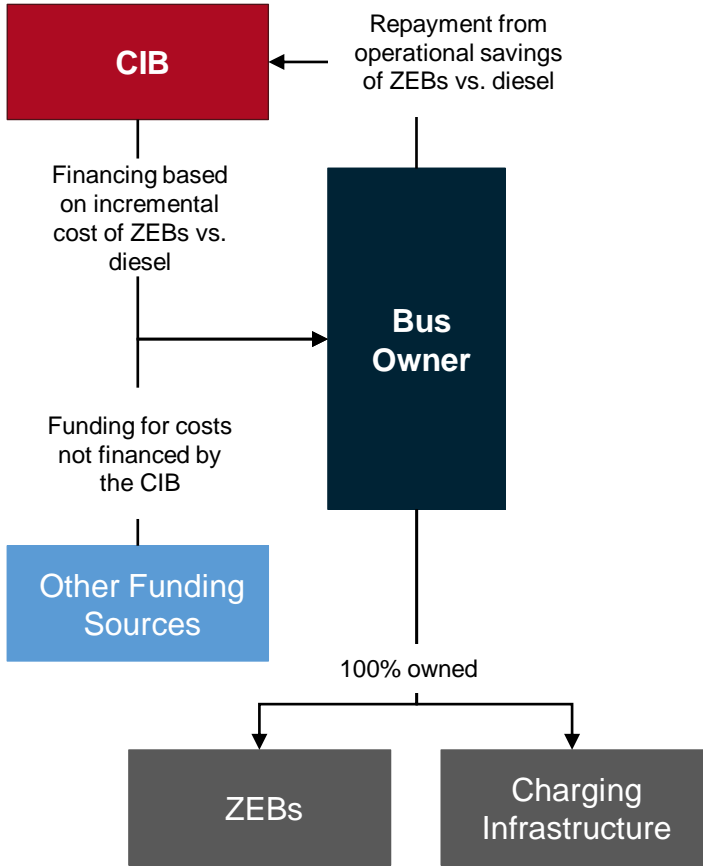 CIB
Repayment from
operational savings
of ZEBs vs. diesel
Financing based
on incremental
cost of ZEBs vs.
diesel
Bus
Owner
Funding for costs
not financed by
the CIB
Other Funding
Sources
100% owned
ZEBs
Charging
Infrastructure